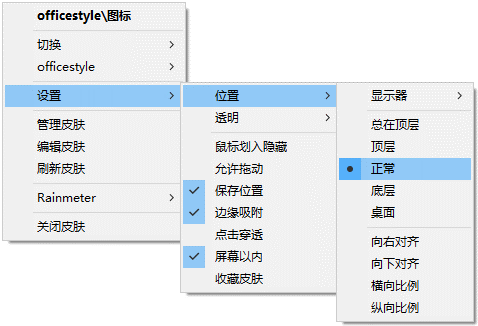 officestyle\图标
切换
officestyle
设置
管理皮肤
编辑皮肤
刷新皮肤
Rainmeter
关闭皮肤
位置
透明
鼠标划入隐藏
允许拖动
保存位置
边缘吸附
点击穿透
屏幕以内
收藏皮肤
显示器
总在顶层
顶层
正常
底层
桌面
向右对齐
向下对齐
横向比例
纵向比例